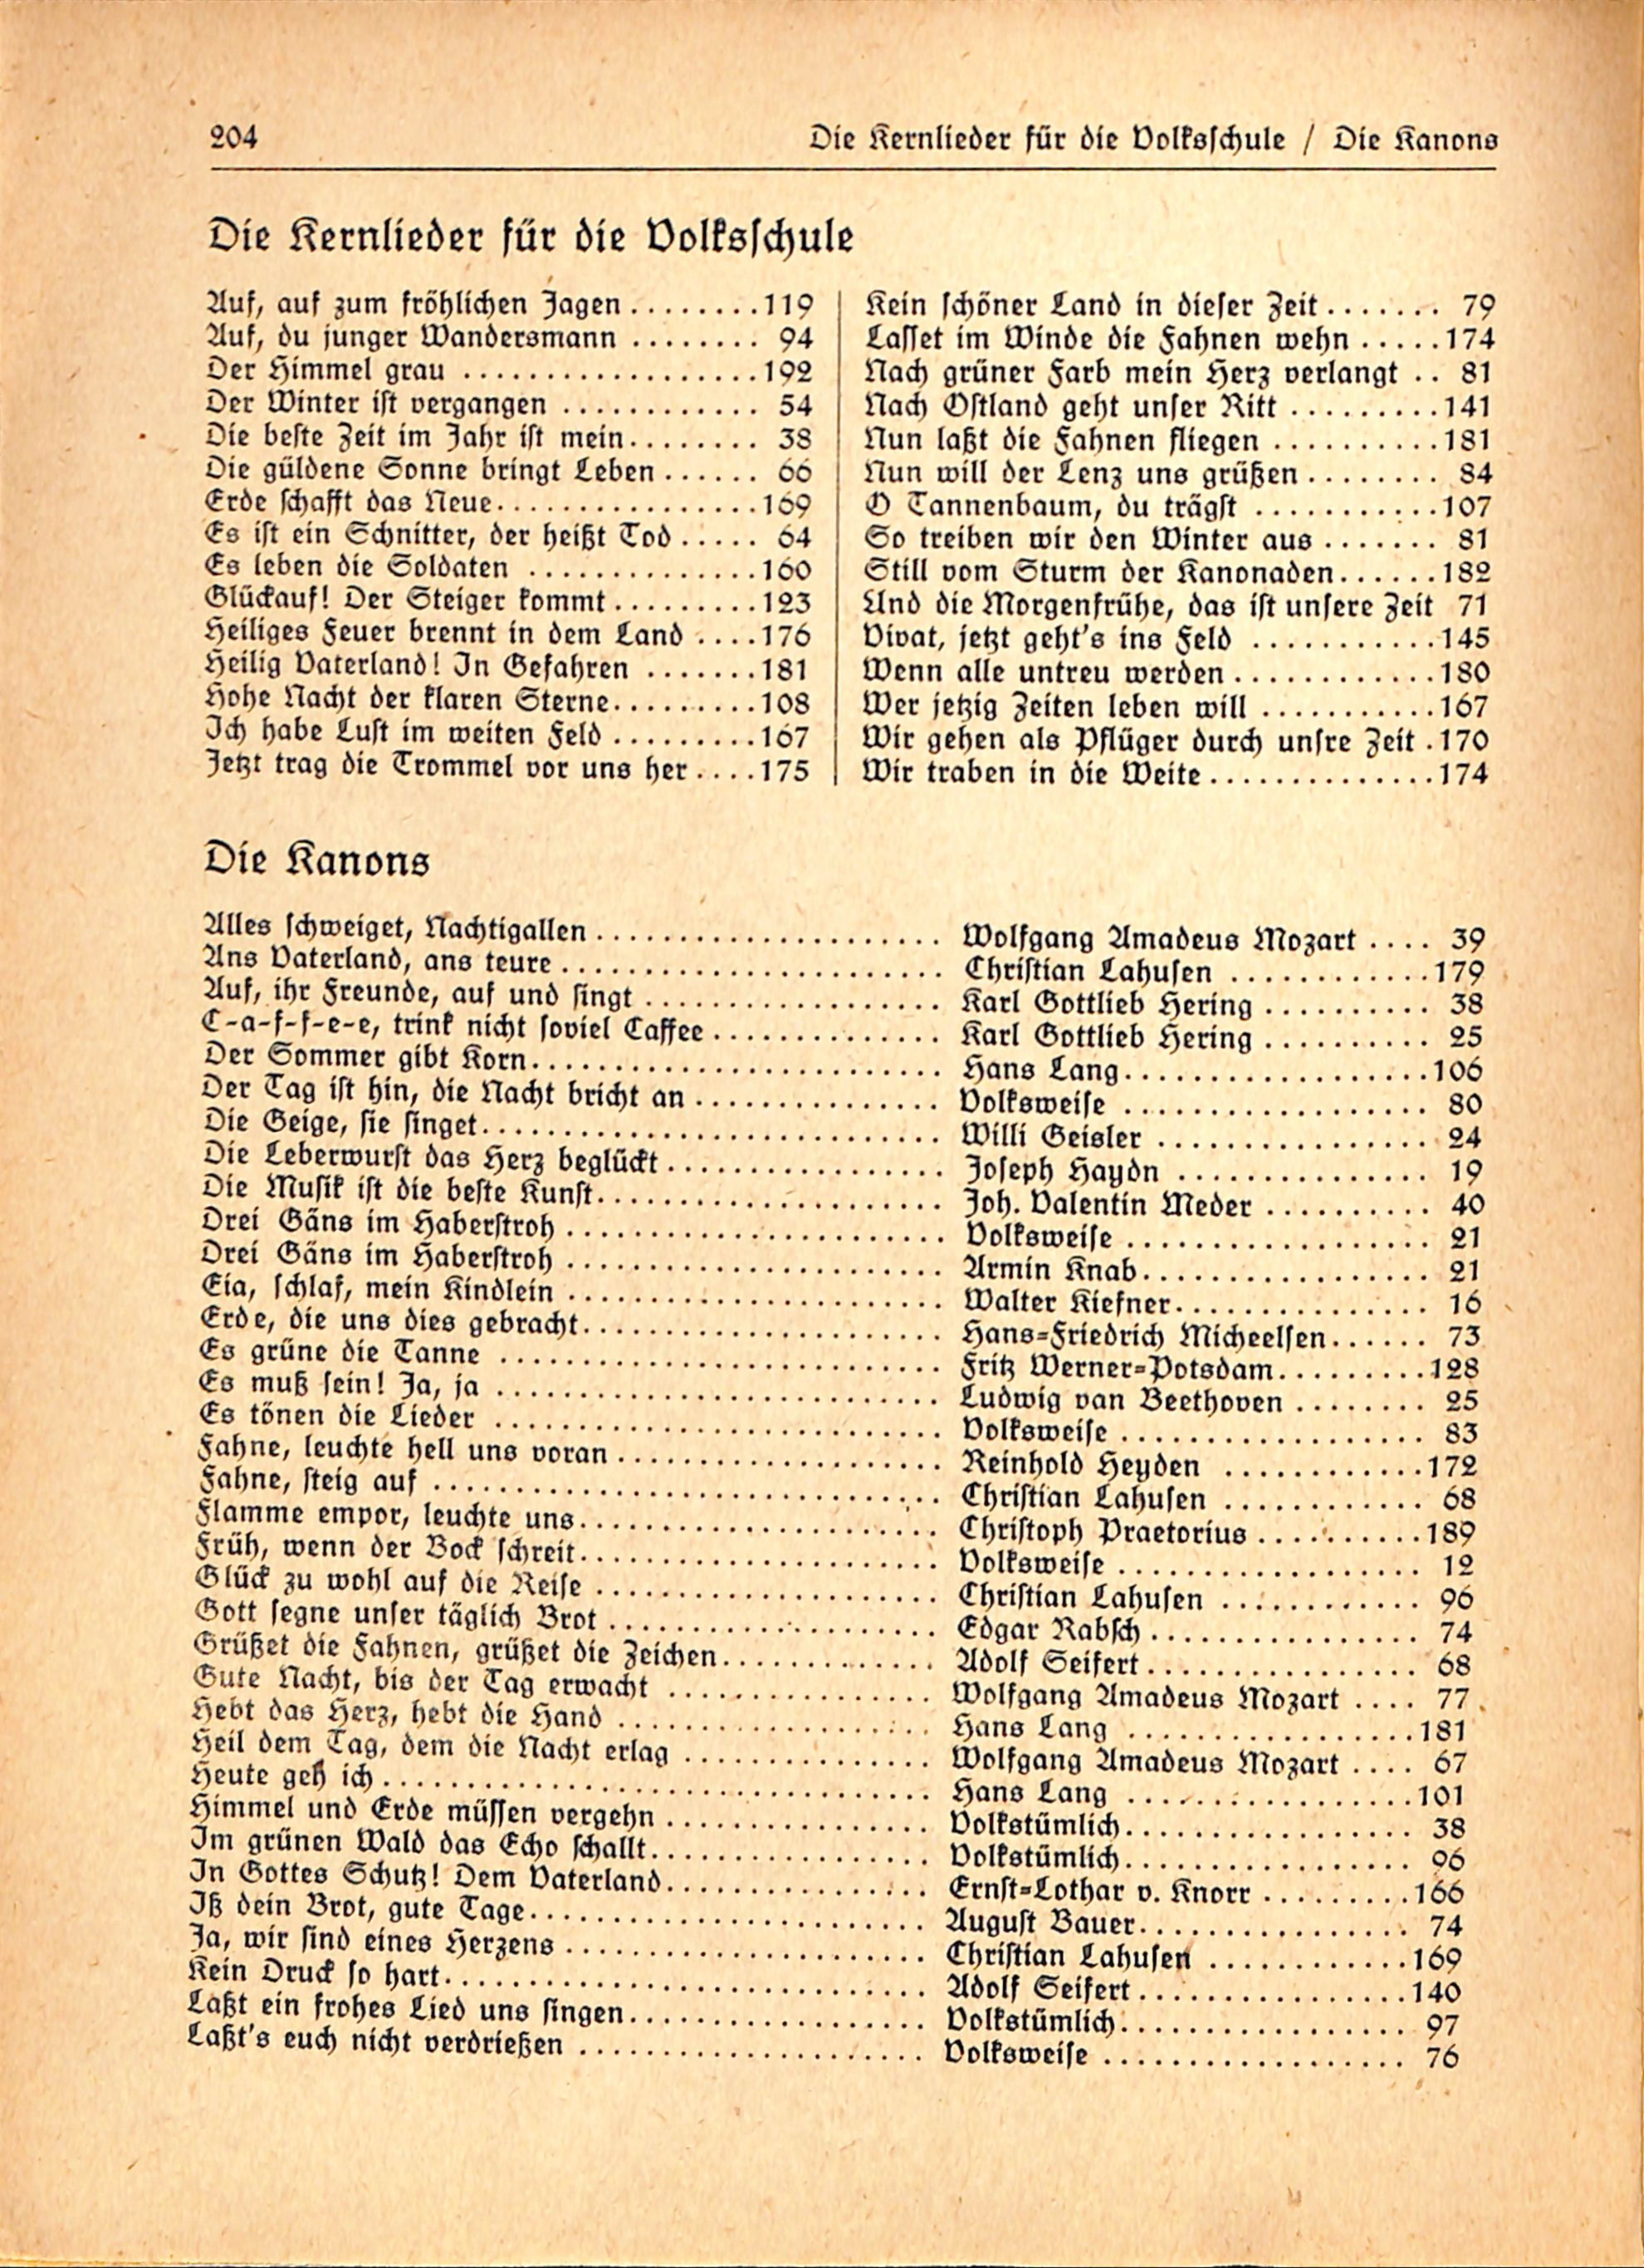 204 Die Kernlieder für die Volksschule / Die Kanons
Die Kernlieder für die Volksschule
Auf, auf zum fröhlichen Jagen ........ 119
Auf, du junger Wandersmann ........ 94
Der Himmel grau .................. 192
Der Winter ist vergangen ............ 54
Die beste Zeit im Jahr ist mein........ 38
Die güldene Sonne bringt Leben...... 66
Erde schafft das Neue................ 169
Es ist ein Schnitter, der heißt Tod..... 64
Es leben die Soldaten .............. 160
Glückauf! Der Steiger kommt......... 123
Heiliges Feuer brennt in dem Land .... 176
Heilig Vaterland! In Gefahren ....... 181
Hohe Nacht der klaren Sterne......... 108
Ich habe Lust im weiten Feld ......... 167
Jetzt trag die Trommel vor uns her.... 175
Kein schöner Land in dieser Zeit....... 79
Lasset im Winde die Fahnen wehn ..... 174
Nach grüner Farb mein Herz verlangt .. 81
Nach Ostland geht unser Ritt ......... 141
Nun laßt die Fahnen fliegen .......... 181
Nun will der Lenz uns grüßen........ 84
O Tannenbaum, du trägst ........... 107
So treiben wir den Winter aus ....... 81
Still vom Sturm der Kanonaden...... 182
Und die Morgenfrühe, das ist unsere Zeit 71
Vivat, jetzt geht's ins Feld ........... 145
Wenn alle untreu werden............. 180
Wer jetzig Zeiten leben will ........... 167
Wir gehen als Pflüger durch unsre Zeit . 170
Wir traben in die Weite.............. 174
Die Kanons
Alles schweiget, Nachtigallen ..................... Wolfgang Amadeus Mozart .... 39
Ans Vaterland, ans teure ....................... Christian Lahusen ............ 179
Auf, ihr Freunde, auf und singt .................. Karl Gottlieb Hering .......... 38
C-a-f-f-e-e, trink nicht soviel Caffee .............. Karl Gottlieb Hering .......... 25
Der Sommer gibt Korn......................... Hans Lang................... 106
Der Tag ist hin, die Nacht bricht an ............... Volksweise ................... 80
Die Geige, sie singet............................ Willi Geisler ................. 24
Die Leberwurst das Herz beglückt ................. Joseph Haydn ................ 19
Die Musik ist die beste Kunst..................... Joh. Valentin Meder .......... 40
Drei Gäns im Haberstroh ....................... Volksweise ................... 21
Drei Gäns im Haberstroh ....................... Armin Knab.................. 21
Eia, schlaf, mein Kindlein ....................... Walter Kiefner................ 16
Erde, die uns dies gebracht...................... Hans-Friedrich Micheelsen...... 73
Es grüne die Tanne ........................... Fritz Werner-Potsdam......... 128
Es muß sein! Ja, ja ........................... Ludwig van Beethoven ........ 25
Es tönen die Lieder ........................... Volksweise ................... 83
Fahne, leuchte hell uns voran .................... Reinhold Heyden ............ 172
Fahne, steig auf ............................... Christian Lahusen ............ 68
Flamme empor, leuchte uns...................... Christoph Praetorius .......... 189
Früh, wenn der Bock schreit...................... Volksweise ................... 12
Glück zu wohl auf die Reise ..................... Christian Lahusen ............ 96
Gott segne unser täglich Brot .................... Edgar Rabsch ................ 74
Grüßet die Fahnen, grüßet die Zeichen............. Adolf Seifert................. 68
Gute Nacht, bis der Tag erwacht ................ Wolfgang Amadeus Mozart .... 77
Hebt das Herz, hebt die Hand ................... Hans Lang .................. 181
Heil dem Tag, dem die Nacht erlag ............... Wolfgang Amadeus Mozart .... 67
Heute geh ich................................. Hans Lang .................. 101
Himmel und Erde müssen vergehn ................ Volkstümlich................. 38
Im grünen Wald das Echo schallt................. Volkstümlich................. 96
In Gottes Schutz! Dem Vaterland................ Ernst-Lothar v. Knorr ......... 166
Iß dein Brot, gute Tage........................ August Bauer................. 74
Ja, wir sind eines Herzens ...................... Christian Lahusen ............ 169
Kein Druck so hart............................. Adolf Seifert................. 140
Laßt ein frohes Lied uns singen.................. Volkstümlich................. 97
Laßt's euch nicht verdrießen ..................... Volksweise ................... 76